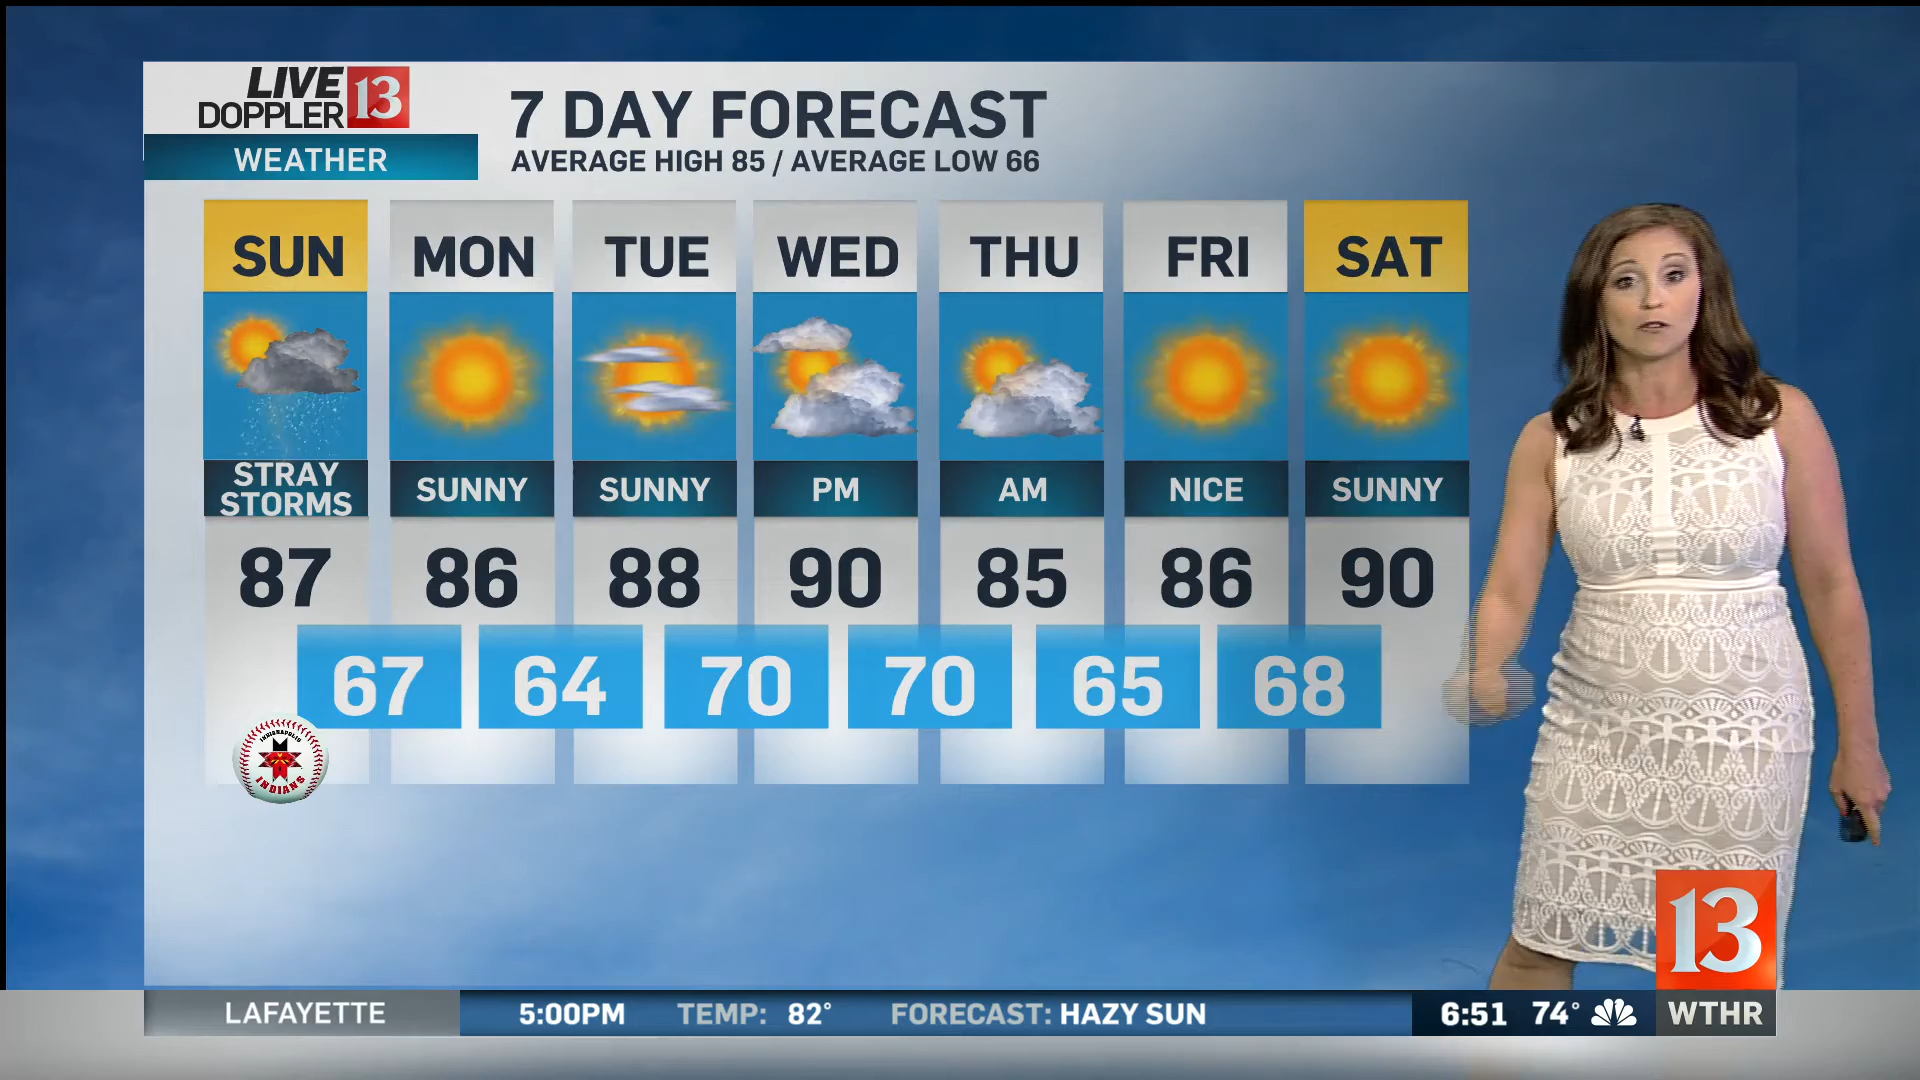 LIVE
DOPPLER 13
WEATHER
7 DAY FORECAST
AVERAGE HIGH 85 / AVERAGE LOW 66
SUN MON TUE WED THU FRI SAT
STRAY STORMS SUNNY SUNNY PM AM NICE SUNNY
87 86 88 90 85 86 90
67 64 70 70 65 68
INDIANAPOLIS
INDIANS
13
LAFAYETTE 5:00PM TEMP: 82° FORECAST: HAZY SUN 6:51 74° WTHR